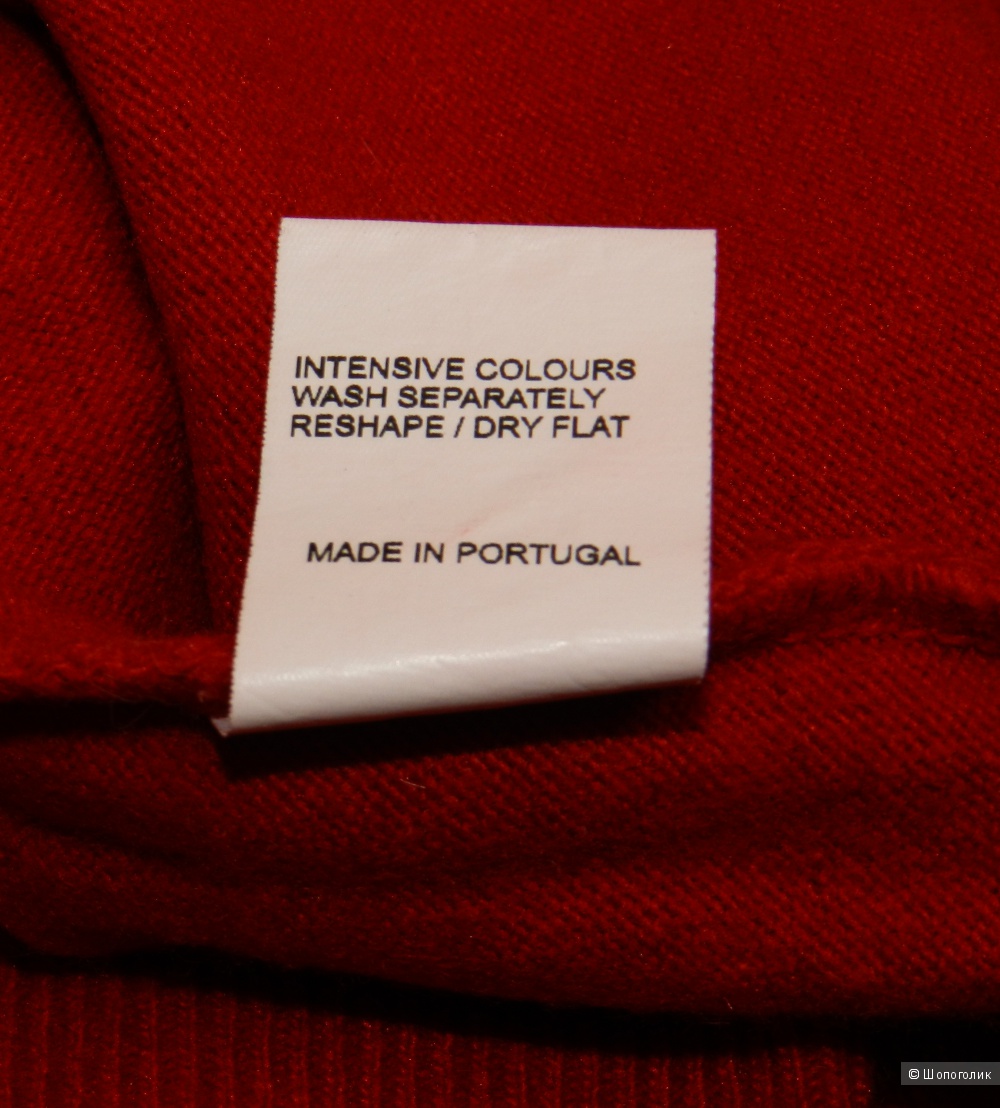 INTENSIVE COLOURS
WASH SEPARATELY
RESHAPE / DRY FLAT
MADE IN PORTUGAL
© Шопоголик